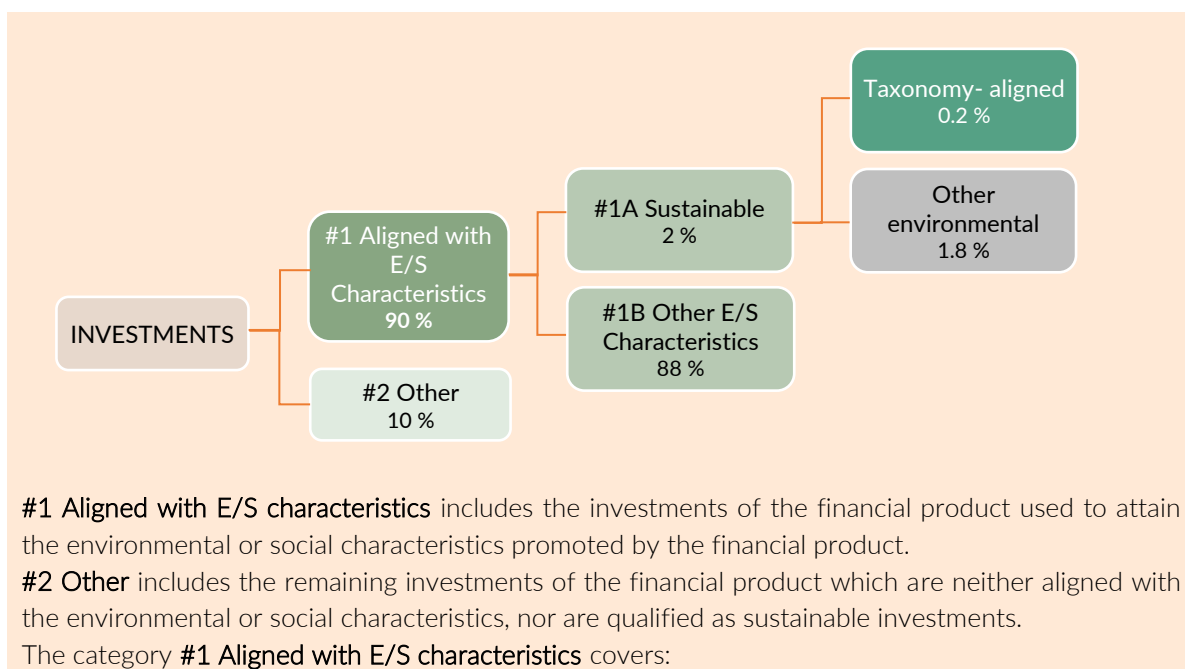 Taxonomy- aligned
0.2 %
Other
environmental
1.8 %
#1A Sustainable
2 %
#1B Other E/S
Characteristics
88 %
#1 Aligned with
E/S
Characteristics
90 %
#2 Other
10 %
INVESTMENTS
#1 Aligned with E/S characteristics includes the investments of the financial product used to attain
the environmental or social characteristics promoted by the financial product.
#2 Other includes the remaining investments of the financial product which are neither aligned with
the environmental or social characteristics, nor are qualified as sustainable investments.
The category #1 Aligned with E/S characteristics covers: